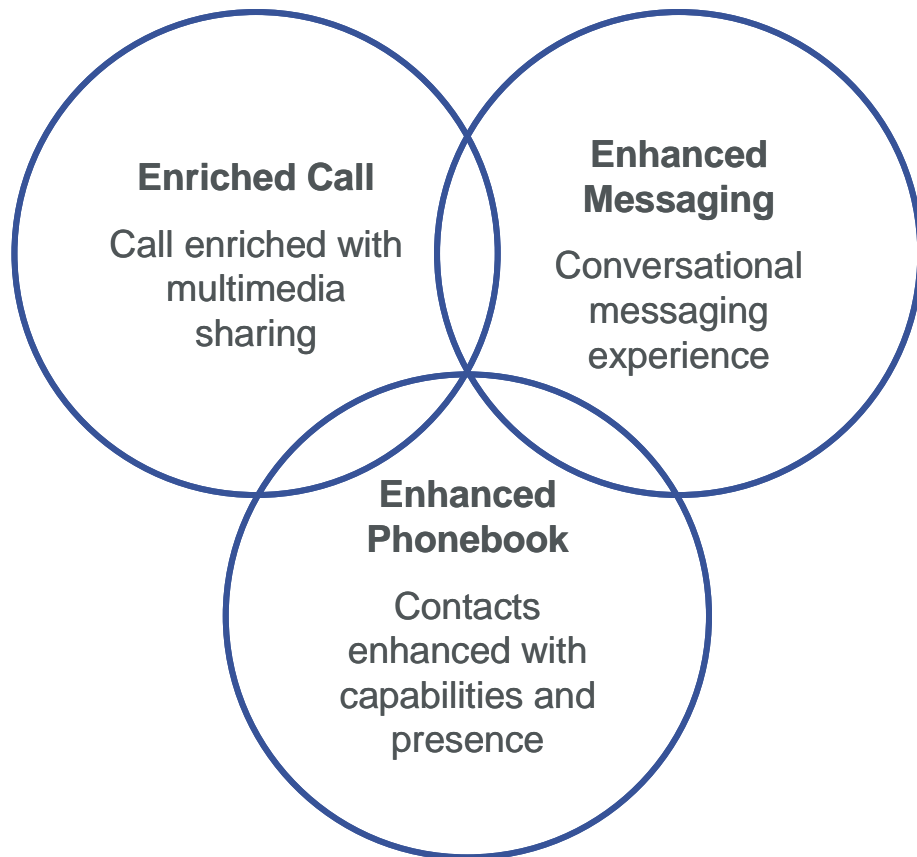 Enriched Call
Call enriched with
multimedia
sharing
Enhanced
Messaging
Conversational
messaging
experience
Enhanced
Phonebook
Contacts
enhanced with
capabilities and
presence